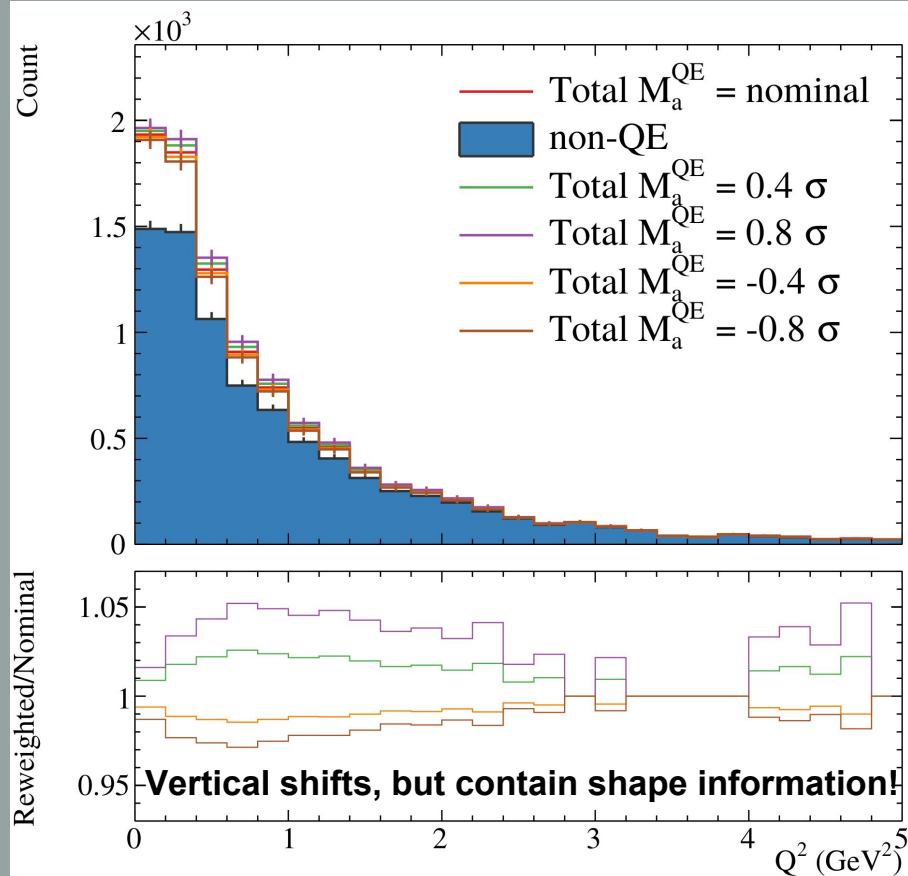 ×10³
Count
2
1.5
1
0.5
0
Total M_a^QE = nominal
non-QE
Total M_a^QE = 0.4 σ
Total M_a^QE = 0.8 σ
Total M_a^QE = -0.4 σ
Total M_a^QE = -0.8 σ
Reweighted/Nominal
1.05
1
0.95
Vertical shifts, but contain shape information!
0 1 2 3 4 5
Q² (GeV²)